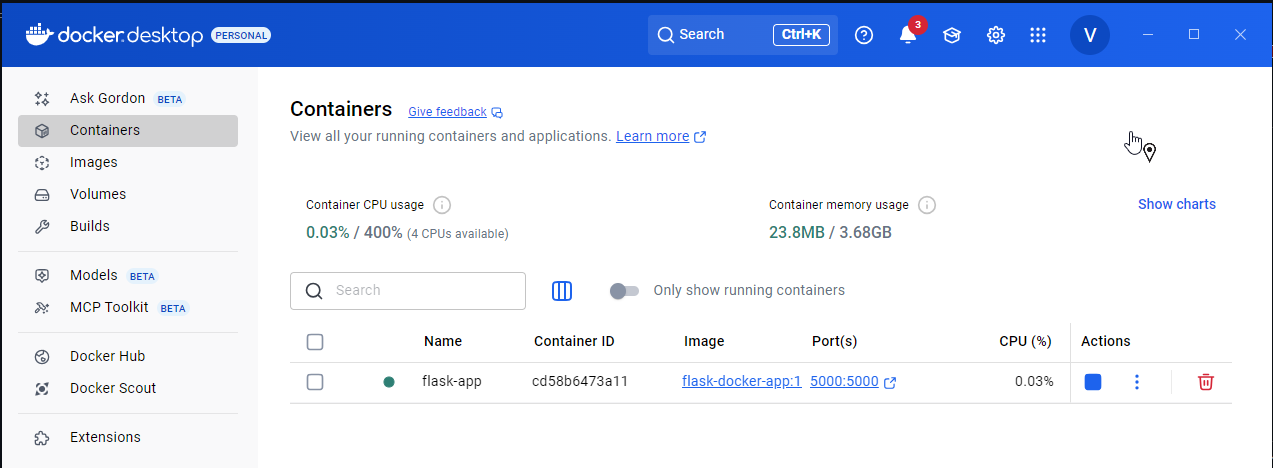 docker.desktop PERSONAL Search Ctrl+K 3 V
Ask Gordon BETA
Containers
Images
Volumes
Builds
Models BETA
MCP Toolkit BETA
Docker Hub
Docker Scout
Extensions
Containers Give feedback
View all your running containers and applications. Learn more
Container CPU usage
0.03% / 400% (4 CPUs available)
Container memory usage
23.8MB / 3.68GB
Show charts
Search
Only show running containers
Name Container ID Image Port(s) CPU (%) Actions
flask-app cd58b6473a11 flask-docker-app:1 5000:5000 0.03%